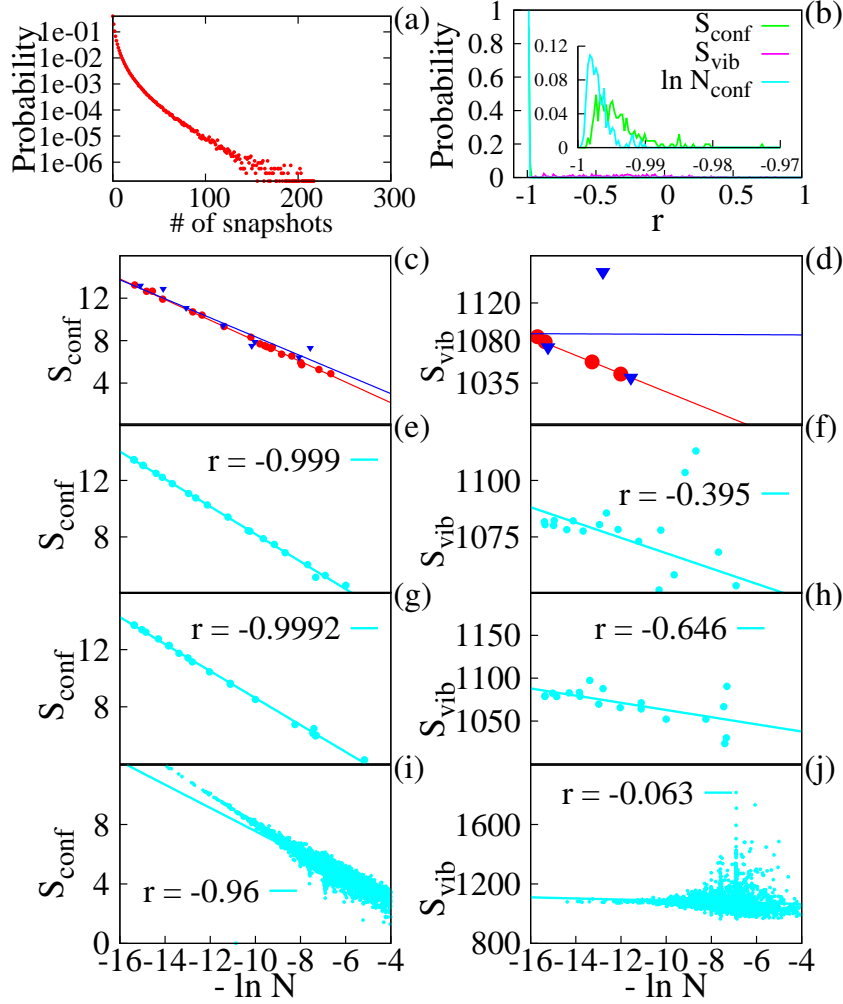 (a)
Probability
1e-01
1e-02
1e-03
1e-04
1e-05
1e-06
0
100
200
300
# of snapshots
(b)
Probability
1
0.8
0.6
0.4
0.2
0
-1
-0.5
0
0.5
1
r
S_conf
S_vib
ln N_conf
0.12
0.08
0.04
0
-1
-0.99
-0.98
-0.97
(c)
S_conf
12
8
4
(d)
S_vib
1120
1080
1035
(e)
S_conf
12
8
r = -0.999
(f)
S_vib
1100
1075
r = -0.395
(g)
S_conf
12
8
r = -0.9992
(h)
S_vib
1150
1100
1050
r = -0.646
(i)
S_conf
8
4
0
r = -0.96
-16
-14
-12
-10
-8
-6
-4
- ln N
(j)
S_vib
1600
1200
1000
800
r = -0.063
-16
-14
-12
-10
-8
-6
-4
- ln N